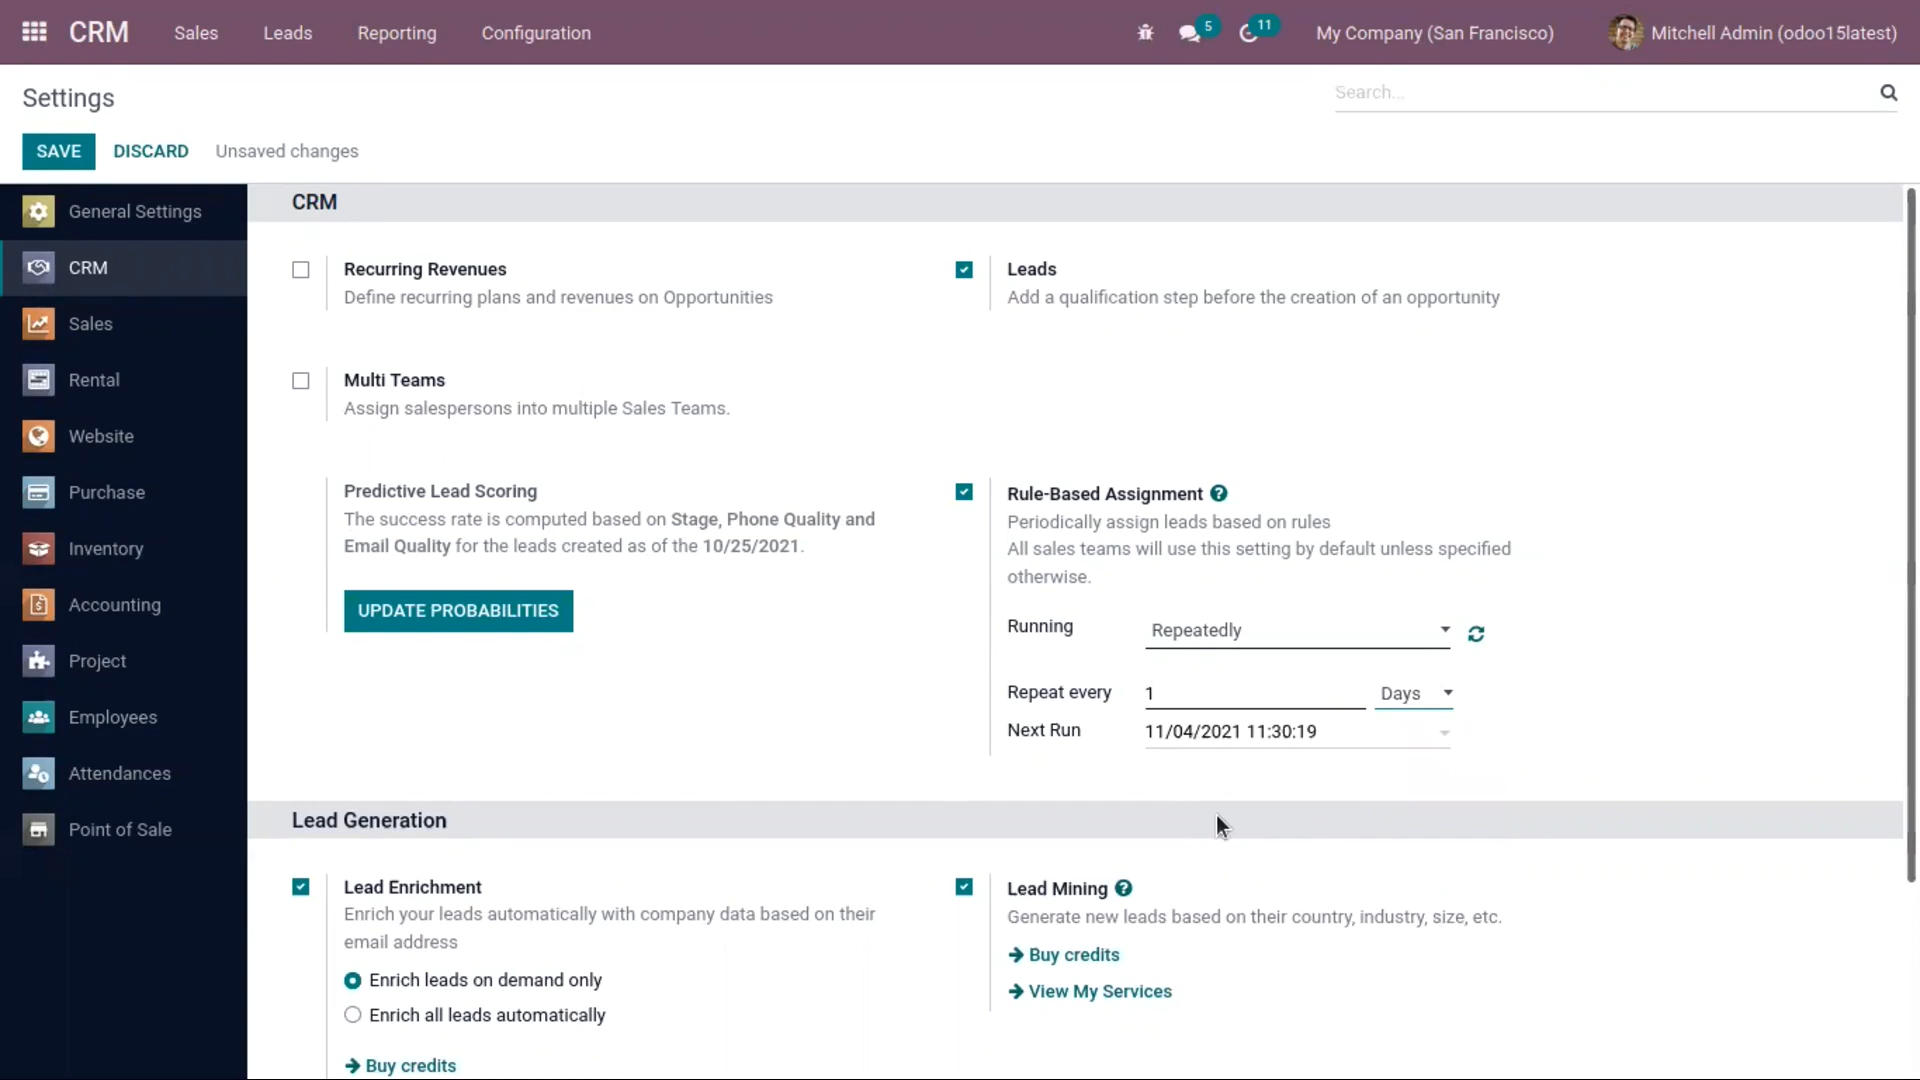 CRM Sales Leads Reporting Configuration 5 11 My Company (San Francisco) Mitchell Admin (odoo15latest)
Settings
Search...
SAVE DISCARD Unsaved changes
General Settings
CRM
Sales
Rental
Website
Purchase
Inventory
Accounting
Project
Employees
Attendances
Point of Sale
CRM
Recurring Revenues
Define recurring plans and revenues on Opportunities
Leads
Add a qualification step before the creation of an opportunity
Multi Teams
Assign salespersons into multiple Sales Teams.
Predictive Lead Scoring
The success rate is computed based on Stage, Phone Quality and
Email Quality for the leads created as of the 10/25/2021.
UPDATE PROBABILITIES
Rule-Based Assignment ?
Periodically assign leads based on rules
All sales teams will use this setting by default unless specified
otherwise.
Running Repeatedly
Repeat every 1 Days
Next Run 11/04/2021 11:30:19
Lead Generation
Lead Enrichment
Enrich your leads automatically with company data based on their
email address
Enrich leads on demand only
Enrich all leads automatically
Buy credits
Lead Mining ?
Generate new leads based on their country, industry, size, etc.
Buy credits
View My Services